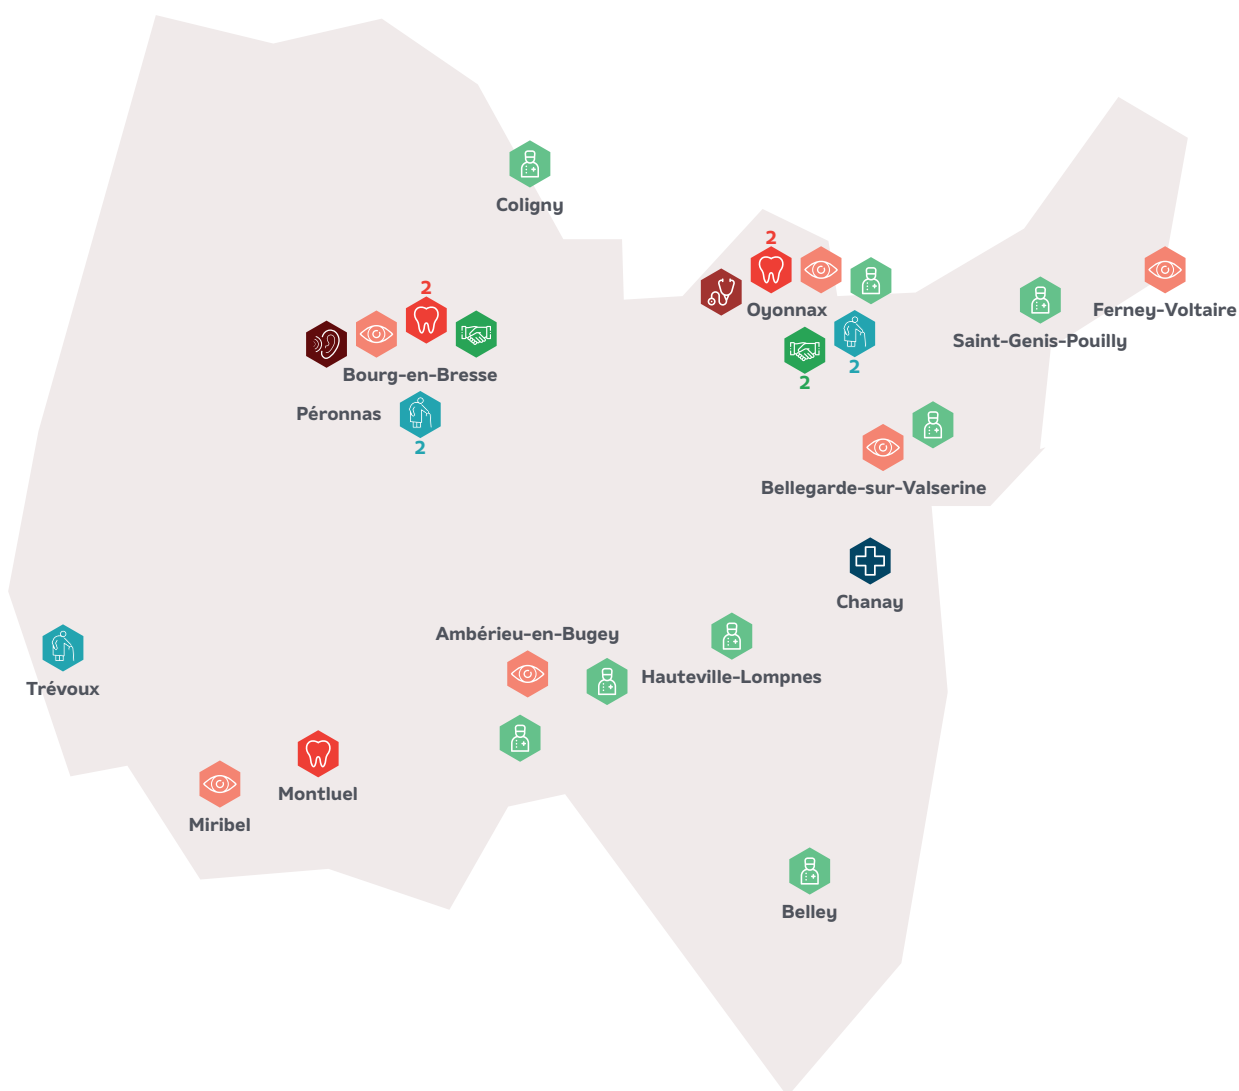 Coligny
2
Oyonnax
2
2
Ferney-Voltaire
Saint-Genis-Pouilly
2
Bourg-en-Bresse
Péronnas
2
Bellegarde-sur-Valserine
Chanay
Ambérieu-en-Bugey
Hauteville-Lompnes
Trévoux
Montluel
Miribel
Belley